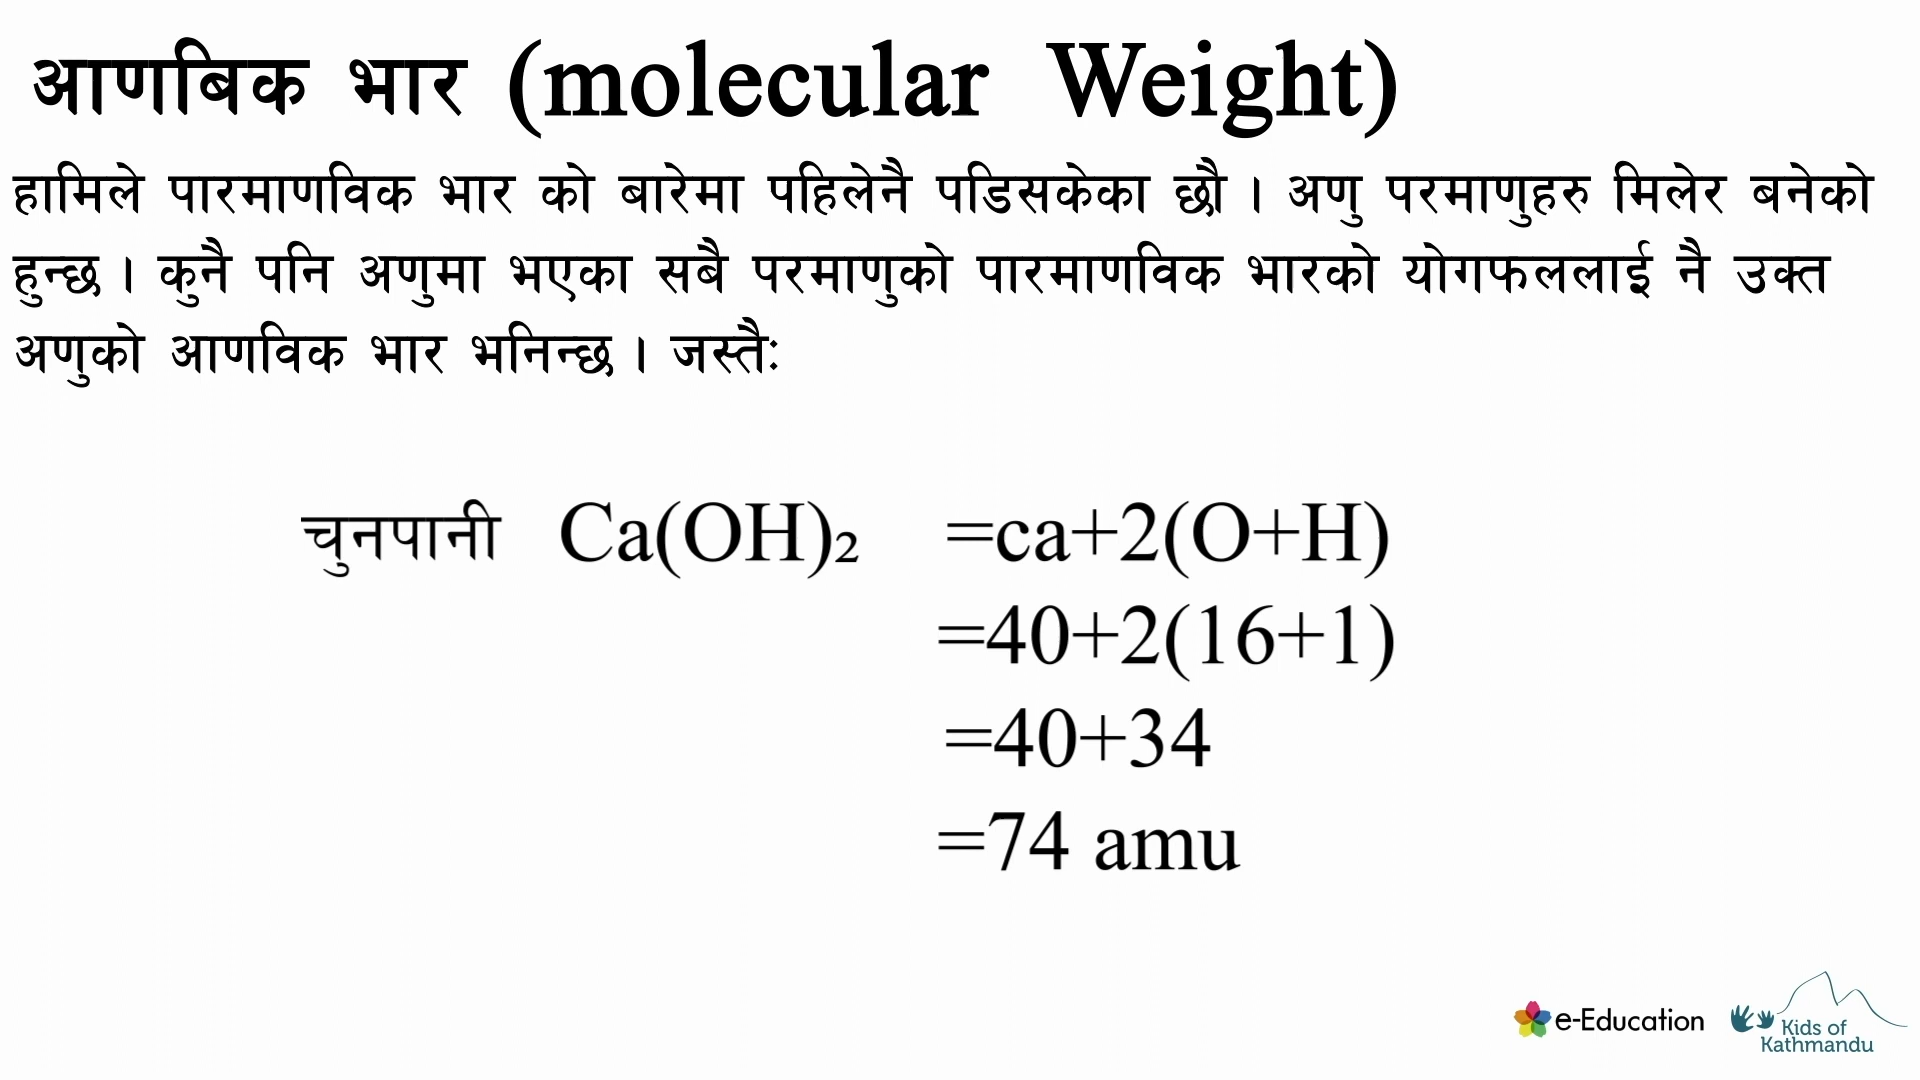 आणबिक भार (molecular Weight)
हामिले पारमाणविक भार को बारेमा पहिलेनै पडिसकेका छौ । अणु परमाणुहरु मिलेर बनेको
हुन्छ । कुनै पनि अणुमा भएका सबै परमाणुको पारमाणविक भारको योगफललाई नै उक्त
अणुको आणविक भार भनिन्छ । जस्तैः
चुनपानी Ca(OH)₂ =ca+2(O+H)
=40+2(16+1)
=40+34
=74 amu
e-Education
Kids of
Kathmandu